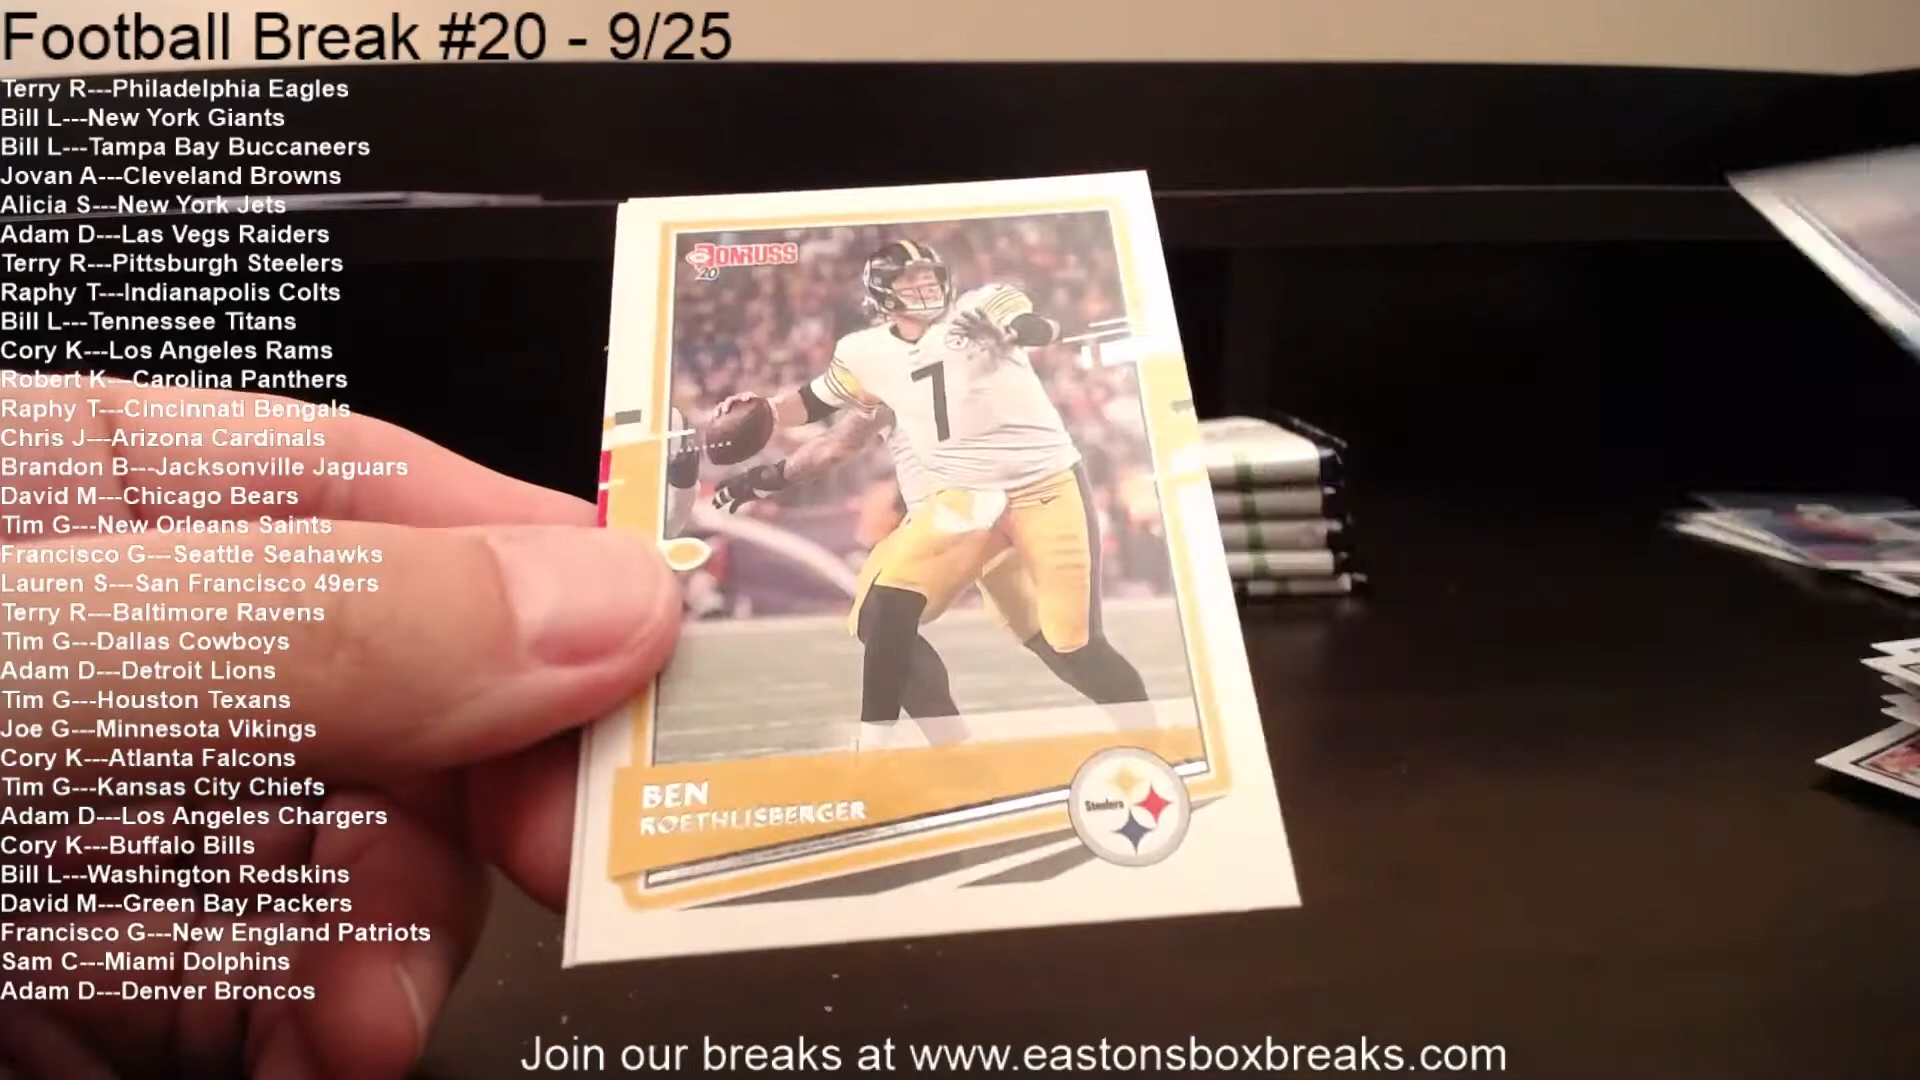 Football Break #20 - 9/25
Terry R---Philadelphia Eagles
Bill L---New York Giants
Bill L---Tampa Bay Buccaneers
Jovan A---Cleveland Browns
Alicia S---New York Jets
Adam D---Las Vegs Raiders
Terry R---Pittsburgh Steelers
Raphy T---Indianapolis Colts
Bill L---Tennessee Titans
Cory K---Los Angeles Rams
Robert K---Carolina Panthers
Raphy T---Cincinnati Bengals
Chris J---Arizona Cardinals
Brandon B---Jacksonville Jaguars
David M---Chicago Bears
Tim G---New Orleans Saints
Francisco G---Seattle Seahawks
Lauren S---San Francisco 49ers
Terry R---Baltimore Ravens
Tim G---Dallas Cowboys
Adam D---Detroit Lions
Tim G---Houston Texans
Joe G---Minnesota Vikings
Cory K---Atlanta Falcons
Tim G---Kansas City Chiefs
Adam D---Los Angeles Chargers
Cory K---Buffalo Bills
Bill L---Washington Redskins
David M---Green Bay Packers
Francisco G---New England Patriots
Sam C---Miami Dolphins
Adam D---Denver Broncos
DONRUSS
20
7
BEN
ROETHLISBERGER
Steelers
Join our breaks at www.eastonsboxbreaks.com